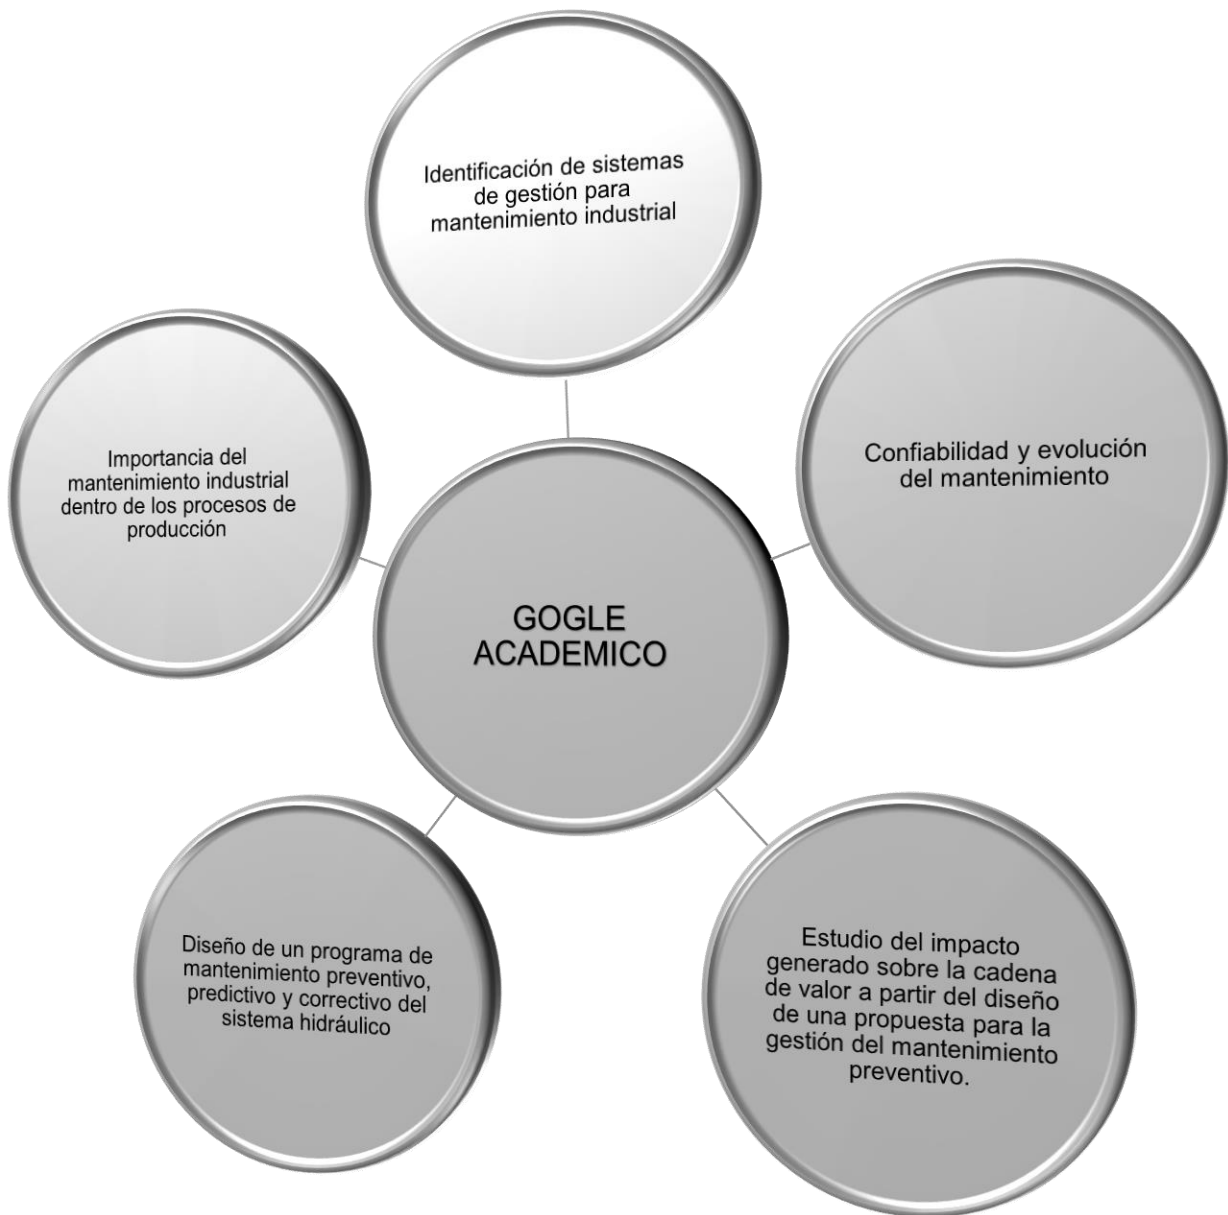 Identificación de sistemas
de gestión para
mantenimiento industrial
Confiabilidad y evolución
del mantenimiento
Importancia del
mantenimiento industrial
dentro de los procesos de
producción
GOGLE
ACADEMICO
Diseño de un programa de
mantenimiento preventivo,
predictivo y correctivo del
sistema hidráulico
Estudio del impacto
generado sobre la cadena
de valor a partir del diseño
de una propuesta para la
gestión del mantenimiento
preventivo.